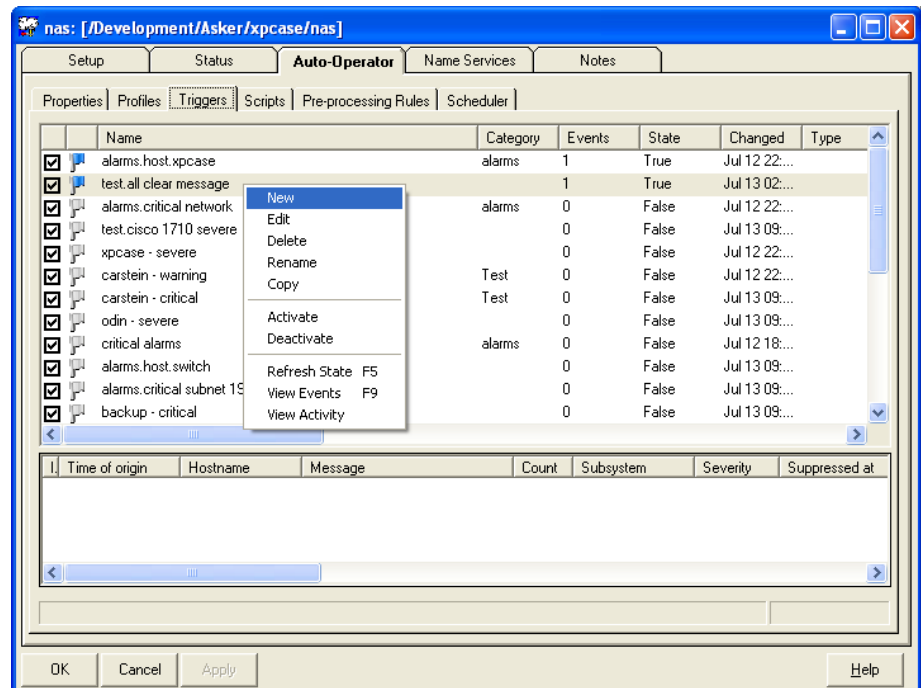 nas: [/Development/Asker/xpcase/nas]
Setup Status Auto-Operator Name Services Notes
Properties Profiles Triggers Scripts Pre-processing Rules Scheduler
Name Category Events State Changed Type
alarms.host.xpcase alarms 1 True Jul 12 22:...
test.all clear message 1 True Jul 13 02:...
alarms.critical network alarms 0 False Jul 12 22:...
test.cisco 1710 severe 0 False Jul 13 09:...
xpcase - severe 0 False Jul 12 22:...
carstein - warning Test 0 False Jul 12 22:...
carstein - critical Test 0 False Jul 13 09:...
odin - severe 0 False Jul 13 09:...
critical alarms alarms 0 False Jul 12 18:...
alarms.host.switch 0 False Jul 13 09:...
alarms.critical subnet 19 0 False Jul 13 09:...
backup - critical 0 False Jul 13 09:...
New
Edit
Delete
Rename
Copy
Activate
Deactivate
Refresh State F5
View Events F9
View Activity
I. Time of origin Hostname Message Count Subsystem Severity Suppressed at
OK Cancel Apply Help